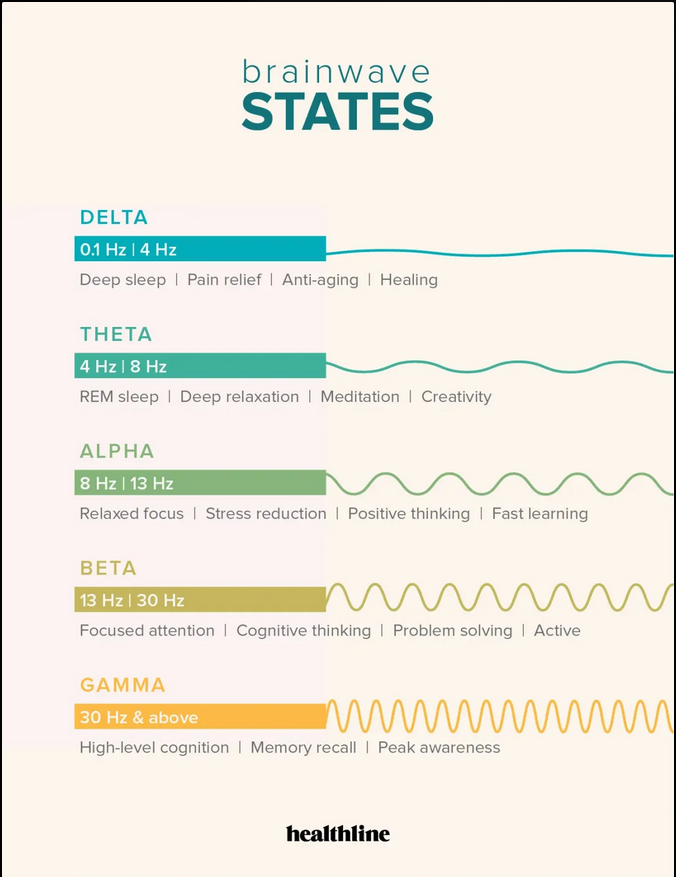 brainwave
STATES
DELTA
0.1 Hz | 4 Hz
Deep sleep | Pain relief | Anti-aging | Healing
THETA
4 Hz | 8 Hz
REM sleep | Deep relaxation | Meditation | Creativity
ALPHA
8 Hz | 13 Hz
Relaxed focus | Stress reduction | Positive thinking | Fast learning
BETA
13 Hz | 30 Hz
Focused attention | Cognitive thinking | Problem solving | Active
GAMMA
30 Hz & above
High-level cognition | Memory recall | Peak awareness
healthline